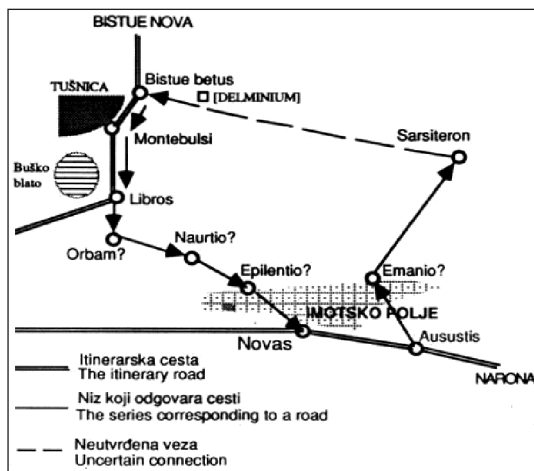 BISTUE NOVA
Bistue betus
TUŠNICA
[DELMINIUM]
Montebulsi
Sarsiteron
Buško
blato
Libros
Naurtio?
Orbam?
Epilentio?
Emanio?
IMOTSKO POLJE
Novas
Ausustis
NARONA
Itinerarska cesta
The itinerary road
Niz koji odgovara cesti
The series corresponding to a road
Neutvrđena veza
Uncertain connection